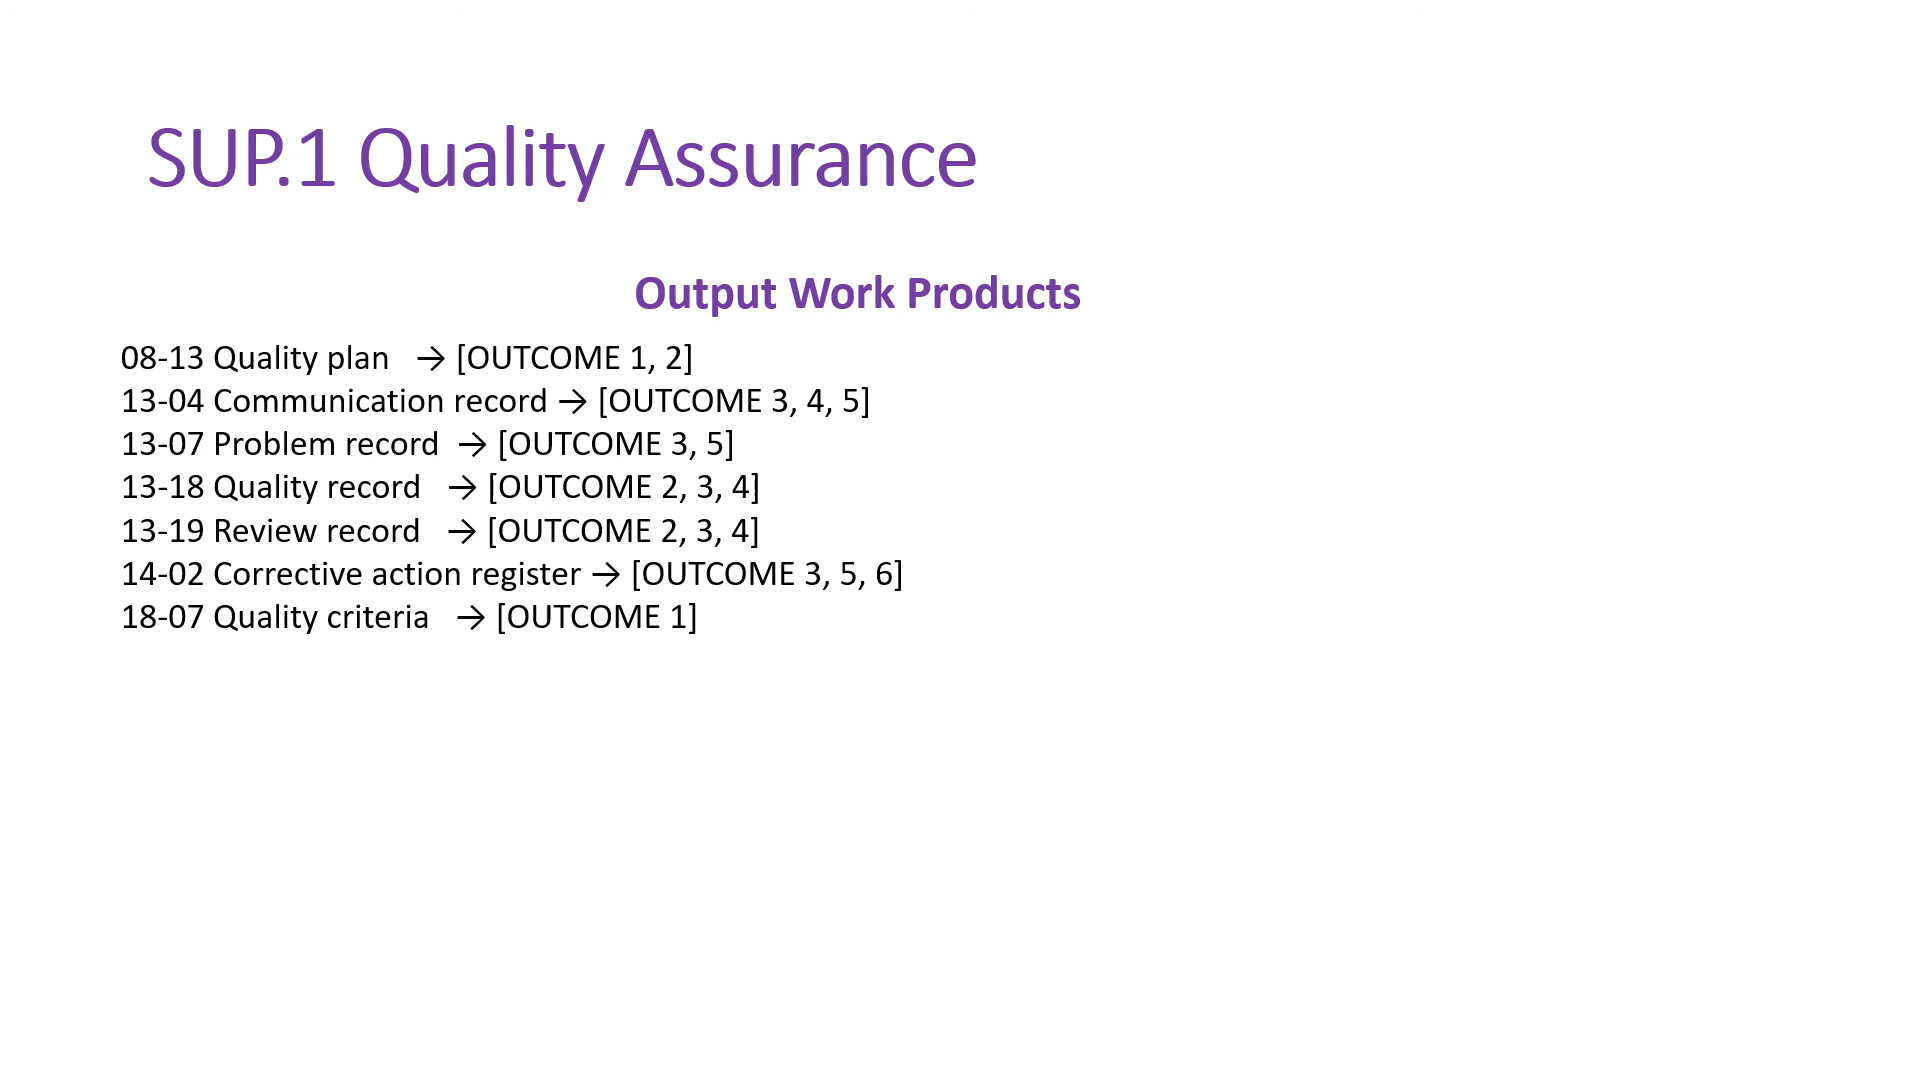 SUP.1 Quality Assurance
Output Work Products
08-13 Quality plan → [OUTCOME 1, 2]
13-04 Communication record → [OUTCOME 3, 4, 5]
13-07 Problem record → [OUTCOME 3, 5]
13-18 Quality record → [OUTCOME 2, 3, 4]
13-19 Review record → [OUTCOME 2, 3, 4]
14-02 Corrective action register → [OUTCOME 3, 5, 6]
18-07 Quality criteria → [OUTCOME 1]